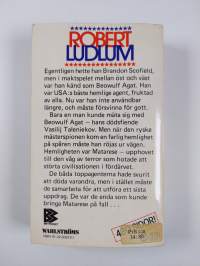 ROBERT
LUDLUM
Egentligen hette han Brandon Scofield,
men i maktspelet mellan öst och väst
var han känd som Beowulf Agat. Han
var USA:s bäste hemlige agent, fruktad
av alla. Nu var han inte användbar
längre, och måste försvinna för gott.
Bara en man kunde mäta sig med
Beowulf Agat – hans dödsfiende
Vasilij Taleniekov. Men när den ryske
mästerspionen kom en farlig hemlighet
på spåren måste han röjas ur vägen.
Hemligheten var Matarese – upphovet
till den våg av terror som hotade att
störta civilisationen i fördärvet.
De båda toppagenterna hade svurit
att döda varandra, men i stället måste
de samarbeta för att utföra ett sista
uppdrag. De var de enda som kunde
bringa Matarese på fall . . .
B
WAHLSTRÖMS